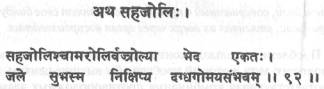 अथ सहजोलिः।
सहजोलिश्चामरोलिर्वज्रोल्या भेद एकतः।
जले सुभस्म निक्षिप्य दग्धगोमयसंभवम्॥९२॥